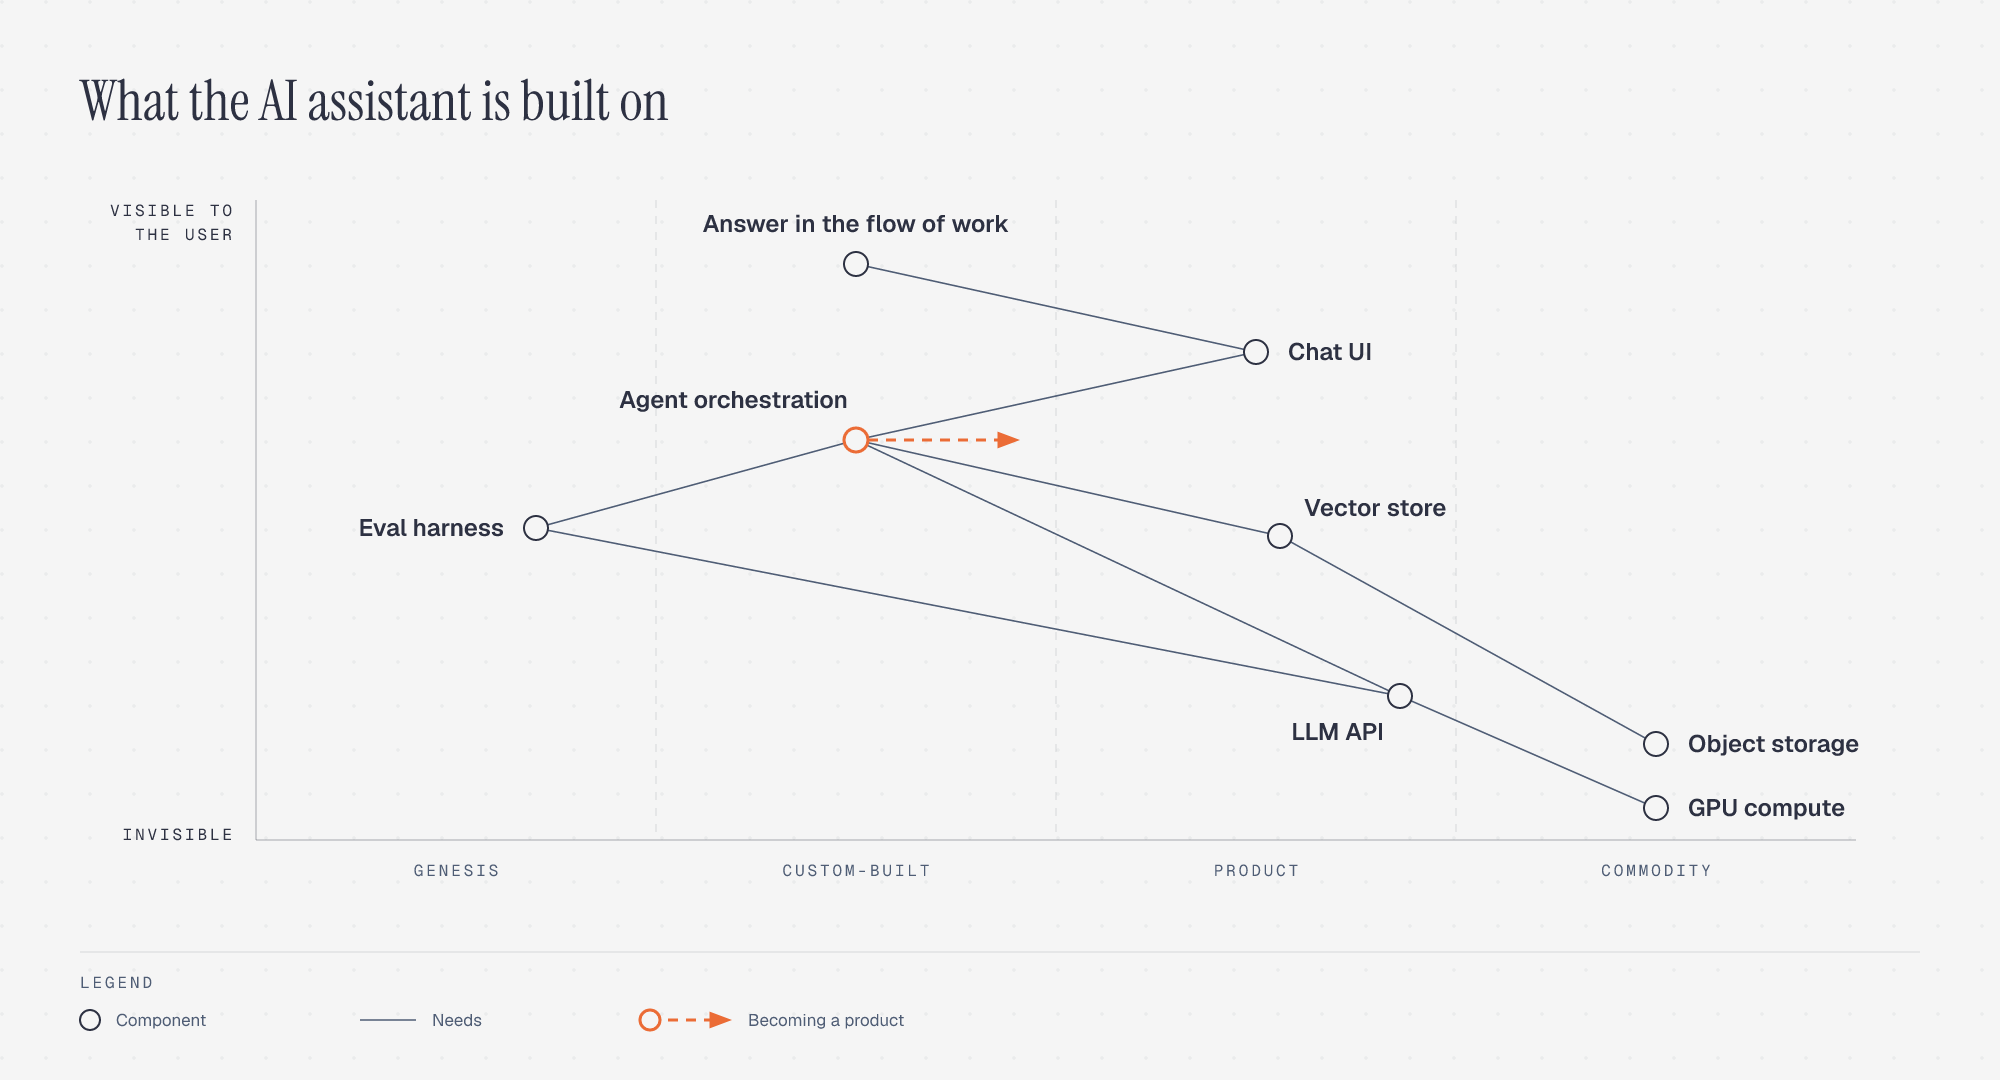 What the AI assistant is built on
VISIBLE TO
THE USER
Answer in the flow of work
Chat UI
Agent orchestration
Vector store
Eval harness
LLM API
Object storage
GPU compute
INVISIBLE
GENESIS
CUSTOM-BUILT
PRODUCT
COMMODITY
LEGEND
Component
Needs
Becoming a product